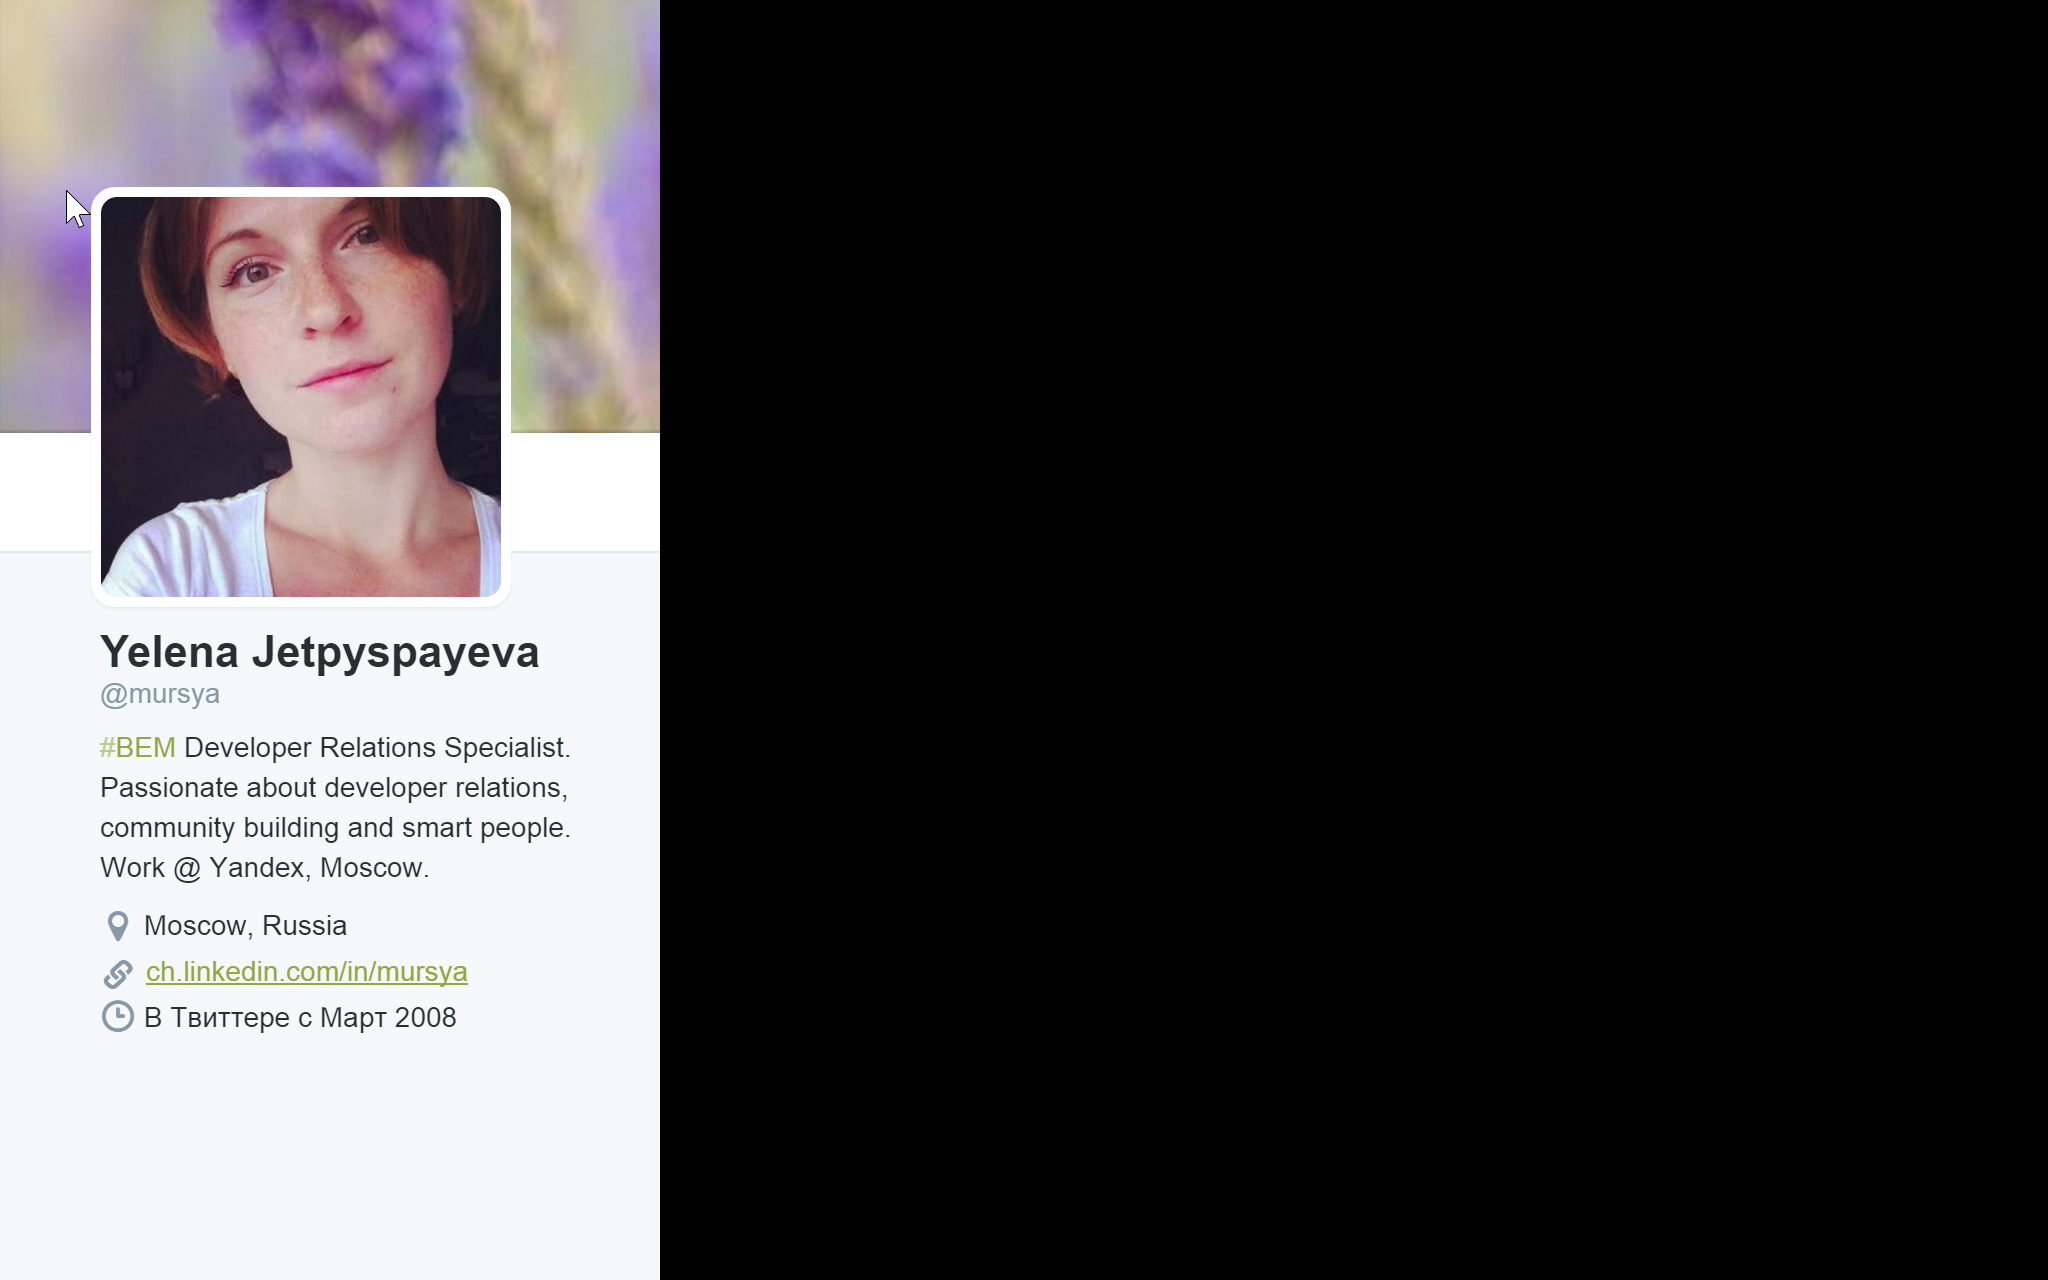 Yelena Jetpyspayeva
@mursya
#BEM Developer Relations Specialist.
Passionate about developer relations,
community building and smart people.
Work @ Yandex, Moscow.
Moscow, Russia
ch.linkedin.com/in/mursya
В Твиттере с Март 2008